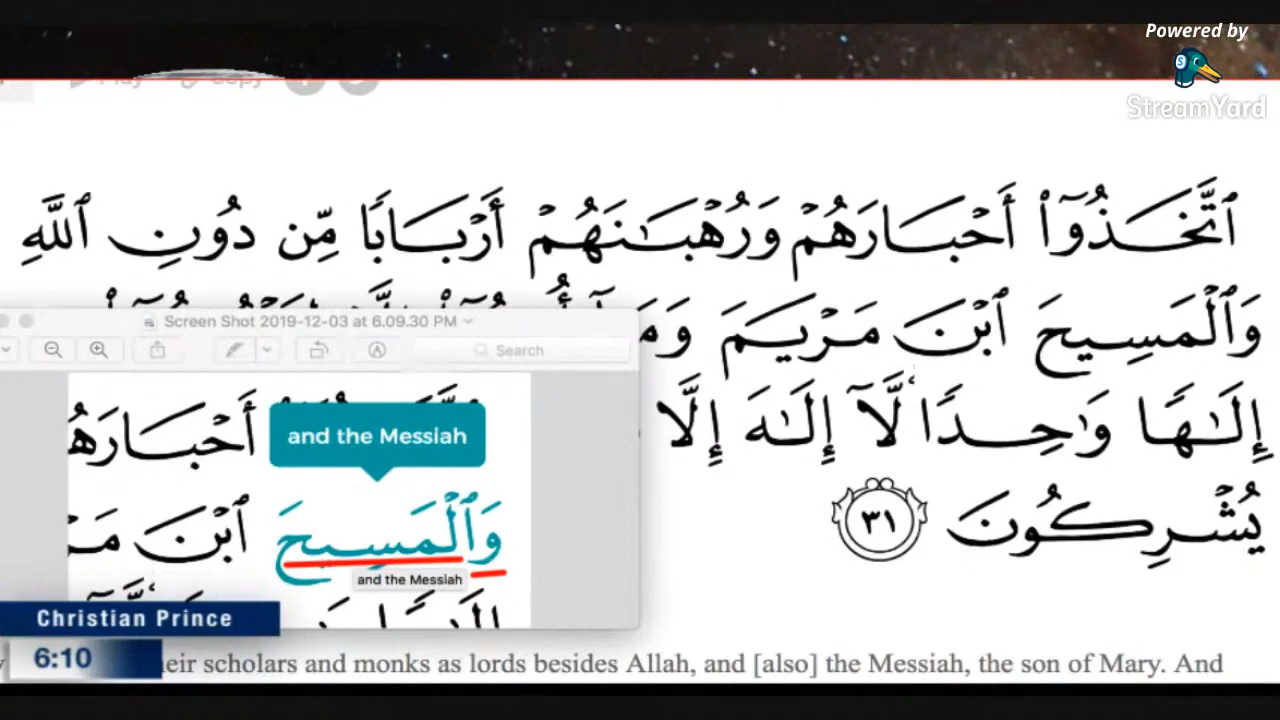 Powered by
StreamYard
Copy
ٱتَّخَذُوٓا۟ أَحْبَارَهُمْ وَرُهْبَـٰنَهُمْ أَرْبَابًا مِّن دُونِ ٱللَّهِ
وَٱلْمَسِيحَ ٱبْنَ مَرْيَمَ
إِلَـٰهًا وَٰحِدًا لَّآ إِلَـٰهَ إِلَّا
يُشْرِكُونَ ٣١
Screen Shot 2019-12-03 at 6.09.30 PM
Search
and the Messiah
وَٱلْمَسِيحَ ٱبْنَ
and the Messiah
Christian Prince
6:10
scholars and monks as lords besides Allah, and [also] the Messiah, the son of Mary. And